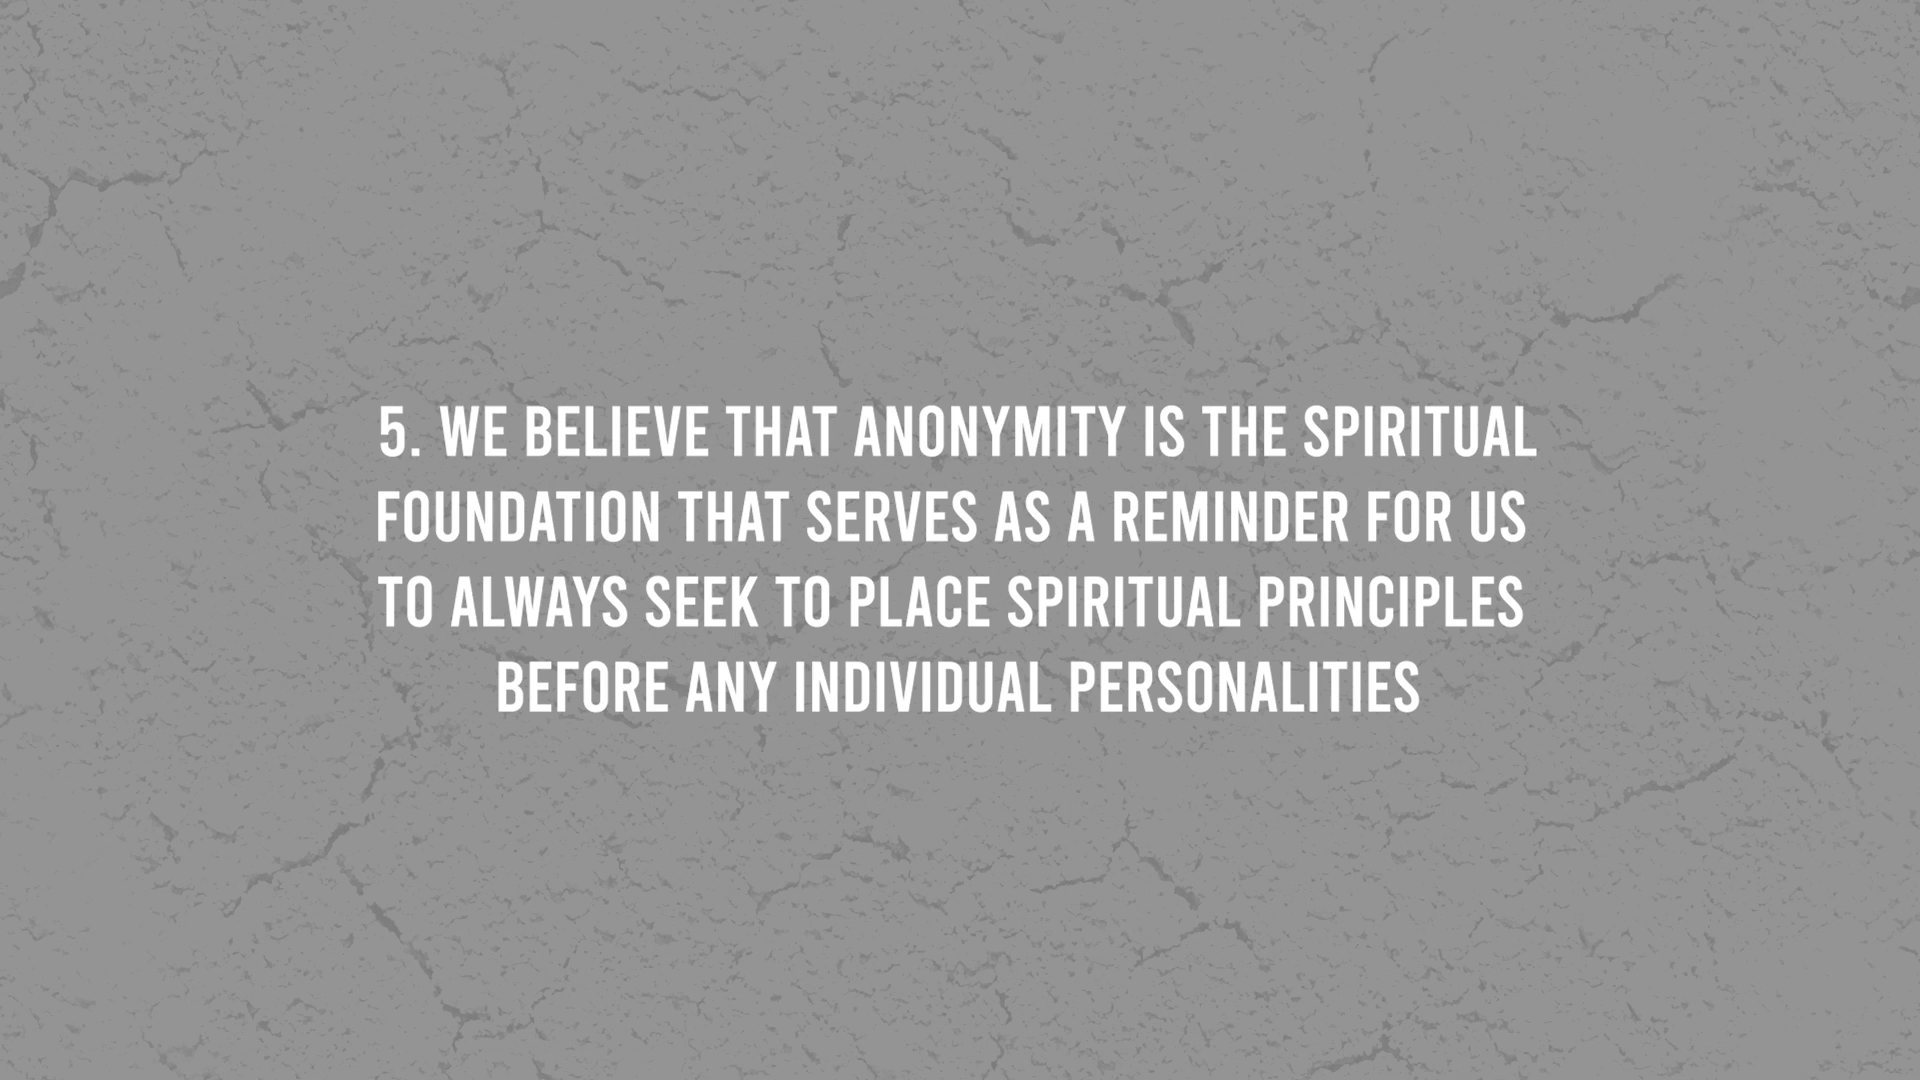 5. WE BELIEVE THAT ANONYMITY IS THE SPIRITUAL
FOUNDATION THAT SERVES AS A REMINDER FOR US
TO ALWAYS SEEK TO PLACE SPIRITUAL PRINCIPLES
BEFORE ANY INDIVIDUAL PERSONALITIES